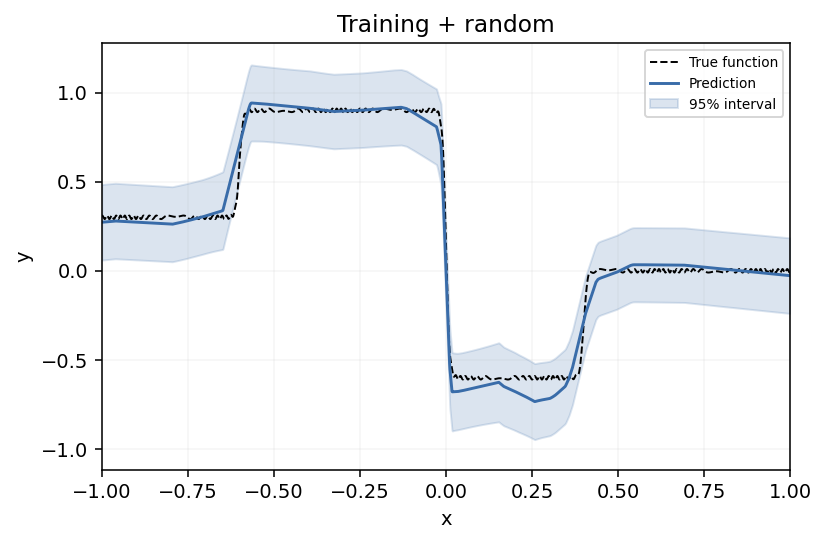 Training + random
True function
Prediction
95% interval
1.0
0.5
0.0
−0.5
−1.0
y
−1.00 −0.75 −0.50 −0.25 0.00 0.25 0.50 0.75 1.00
x